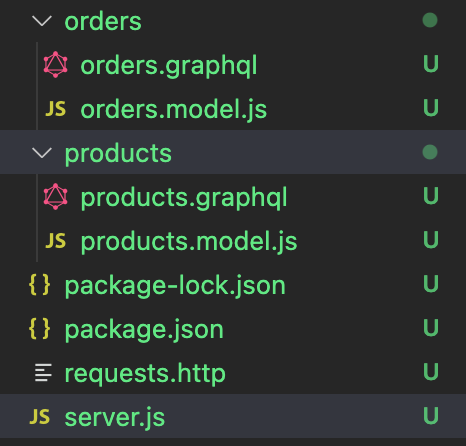 orders
orders.graphql U
JS orders.model.js U
products
products.graphql U
JS products.model.js U
{} package-lock.json U
{} package.json U
requests.http U
JS server.js U